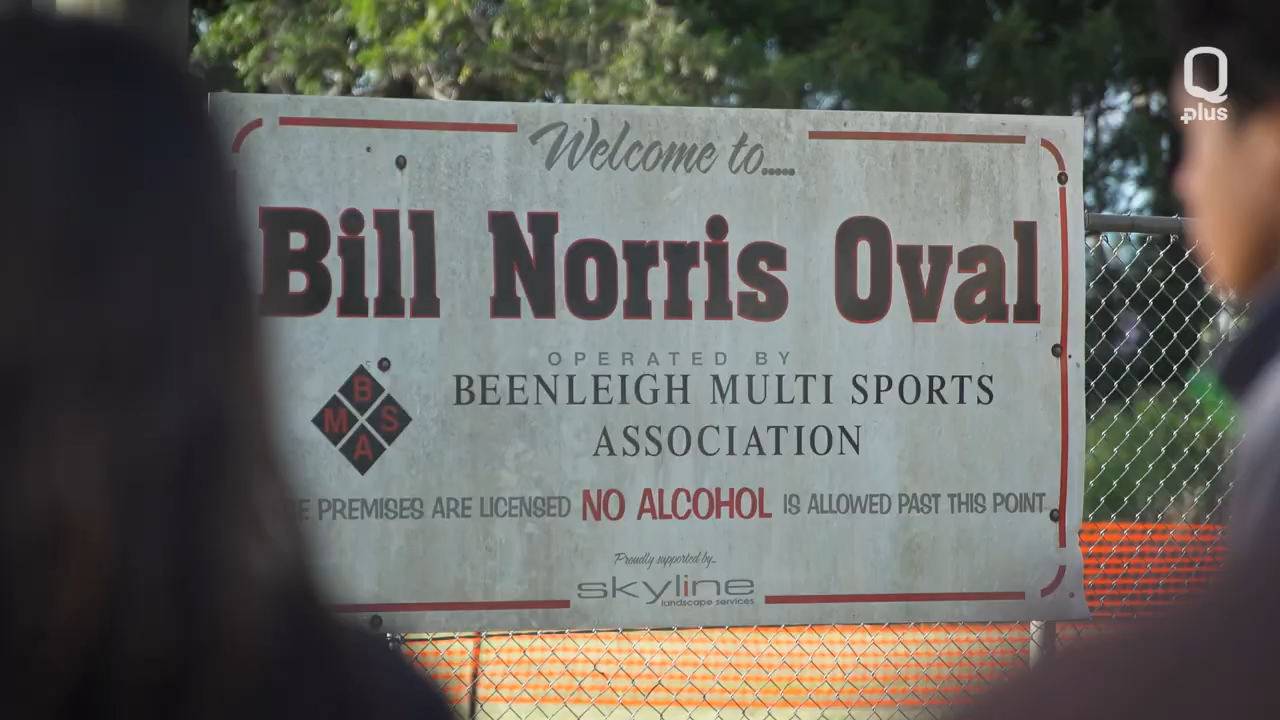 Q
plus
Welcome to.....
Bill Norris Oval
OPERATED BY
BEENLEIGH MULTI SPORTS
ASSOCIATION
B
M S
A
PREMISES ARE LICENSED NO ALCOHOL IS ALLOWED PAST THIS POINT
Proudly supported by..
skyline
landscape services